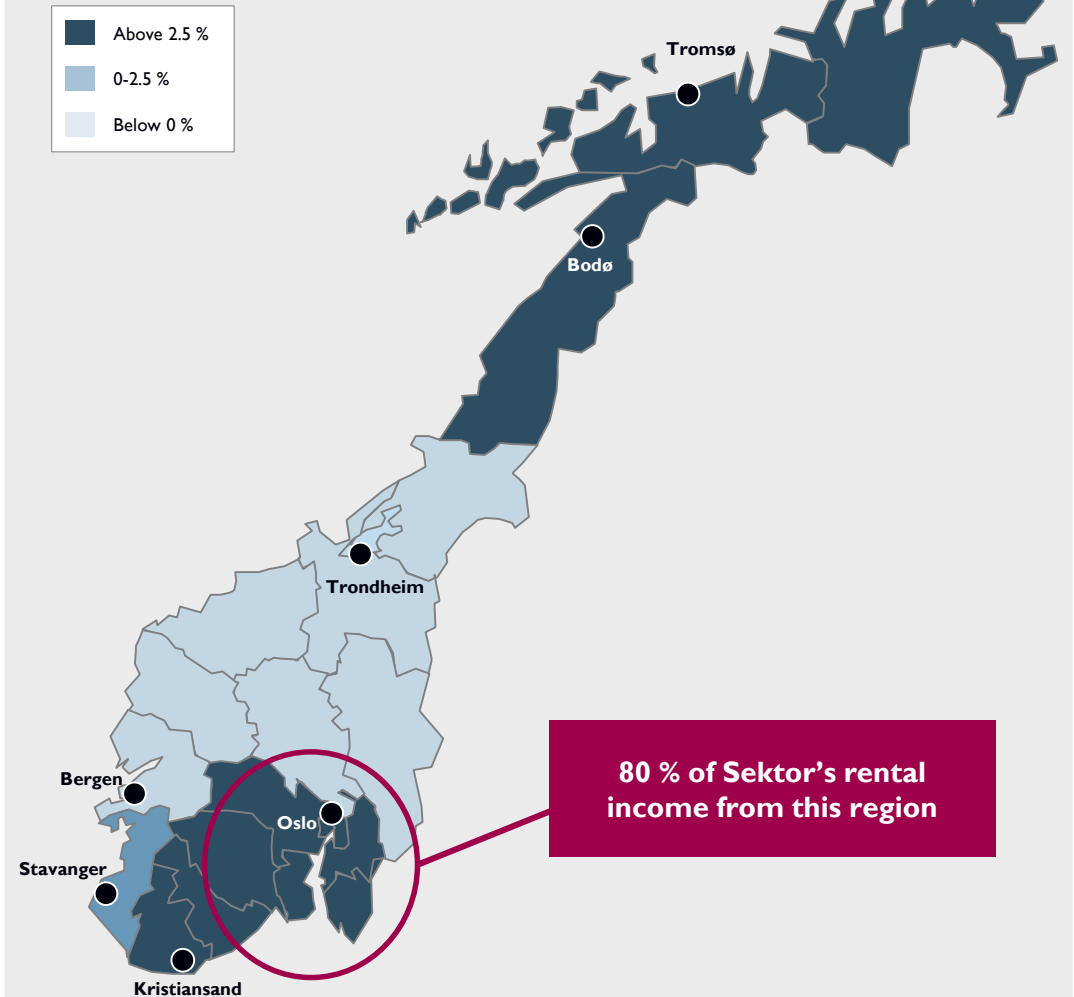 Above 2.5 %
0-2.5 %
Below 0 %
Tromsø
Bodø
Trondheim
Bergen
Oslo
80 % of Sektor's rental
income from this region
Stavanger
Kristiansand